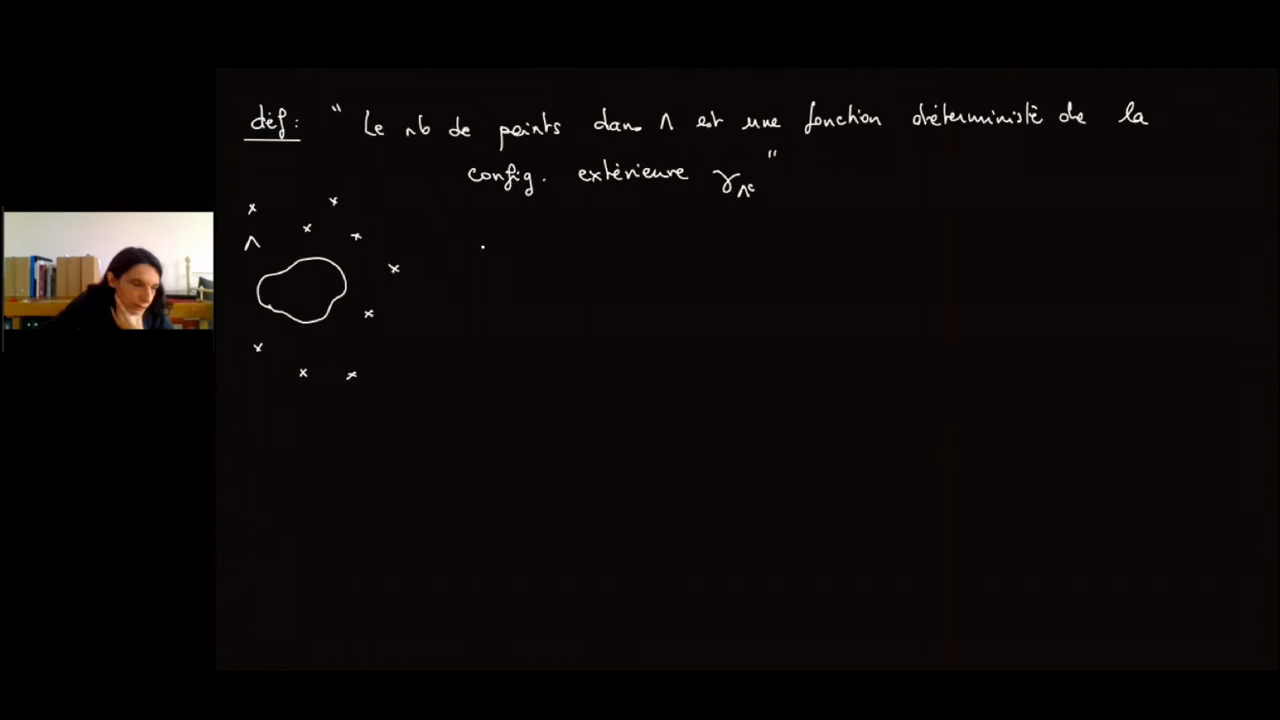 déf: " Le nb de points dans Λ est une fonction déterministe de la
config. extérieure γ_Λᶜ "
Λ